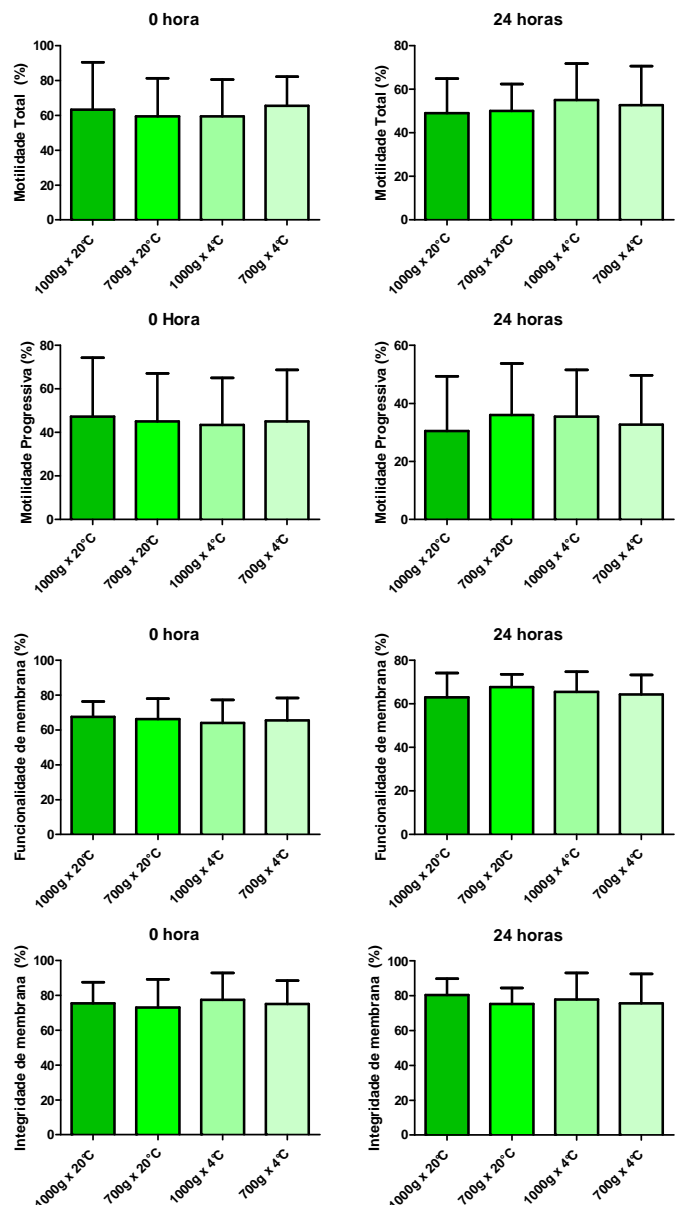 0 hora
Motilidade Total (%)
100
80
60
40
20
0
1000g x 20°C
700g x 20°C
1000g x 4°C
700g x 4°C
24 horas
Motilidade Total (%)
80
60
40
20
0
1000g x 20°C
700g x 20°C
1000g x 4°C
700g x 4°C
0 Hora
Motilidade Progressiva (%)
80
60
40
20
0
1000g x 20°C
700g x 20°C
1000g x 4°C
700g x 4°C
24 horas
Motilidade Progressiva (%)
60
40
20
0
1000g x 20°C
700g x 20°C
1000g x 4°C
700g x 4°C
0 hora
Funcionalidade de membrana (%)
100
80
60
40
20
0
1000g x 20°C
700g x 20°C
1000g x 4°C
700g x 4°C
24 horas
Funcionalidade de membrana (%)
80
60
40
20
0
1000g x 20°C
700g x 20°C
1000g x 4°C
700g x 4°C
0 hora
Integridade de membrana (%)
100
80
60
40
20
0
1000g x 20°C
700g x 20°C
1000g x 4°C
700g x 4°C
24 horas
Integridade de membrana (%)
100
80
60
40
20
0
1000g x 20°C
700g x 20°C
1000g x 4°C
700g x 4°C